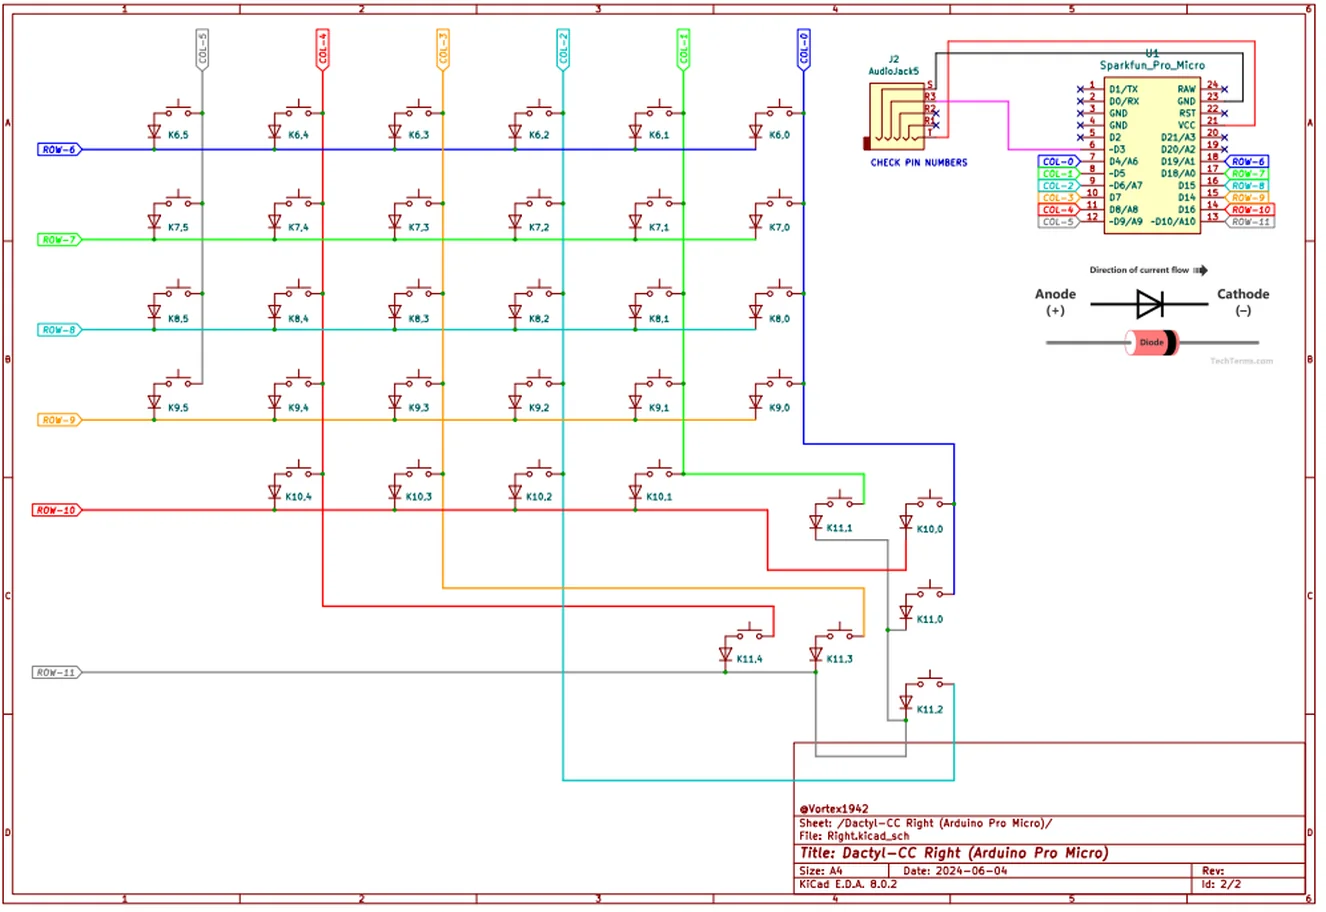 1 2 3 4 5 6
COL-5 COL-4 COL-3 COL-2 COL-1 COL-0
J2
AudioJack5
S
R3
R2
R1
T
CHECK PIN NUMBERS
U1
Sparkfun_Pro_Micro
1 D1/TX RAW 24
2 D0/RX GND 23
3 GND RST 22
4 GND VCC 21
5 D2 D21/A3 20
6 -D3 D20/A2 19
COL-0 7 D4/A6 D19/A1 18 ROW-6
COL-1 8 -D5 D18/A0 17 ROW-7
COL-2 9 -D6/A7 D15 16 ROW-8
COL-3 10 D7 D14 15 ROW-9
COL-4 11 D8/A8 D16 14 ROW-10
COL-5 12 -D9/A9 -D10/A10 13 ROW-11
A A
K6,5 K6,4 K6,3 K6,2 K6,1 K6,0
ROW-6
K7,5 K7,4 K7,3 K7,2 K7,1 K7,0
ROW-7
Direction of current flow
Anode
(+)
Cathode
(–)
Diode
TechTerms.com
K8,5 K8,4 K8,3 K8,2 K8,1 K8,0
ROW-8
B B
K9,5 K9,4 K9,3 K9,2 K9,1 K9,0
ROW-9
K10,4 K10,3 K10,2 K10,1
ROW-10
K11,1 K10,0
C C
K11,0
K11,4 K11,3
ROW-11
K11,2
D D
@Vortex1942
Sheet: /Dactyl-CC Right (Arduino Pro Micro)/
File: Right.kicad_sch
Title: Dactyl-CC Right (Arduino Pro Micro)
Size: A4 Date: 2024-06-04 Rev:
KiCad E.D.A. 8.0.2 Id: 2/2
1 2 3 4 5 6